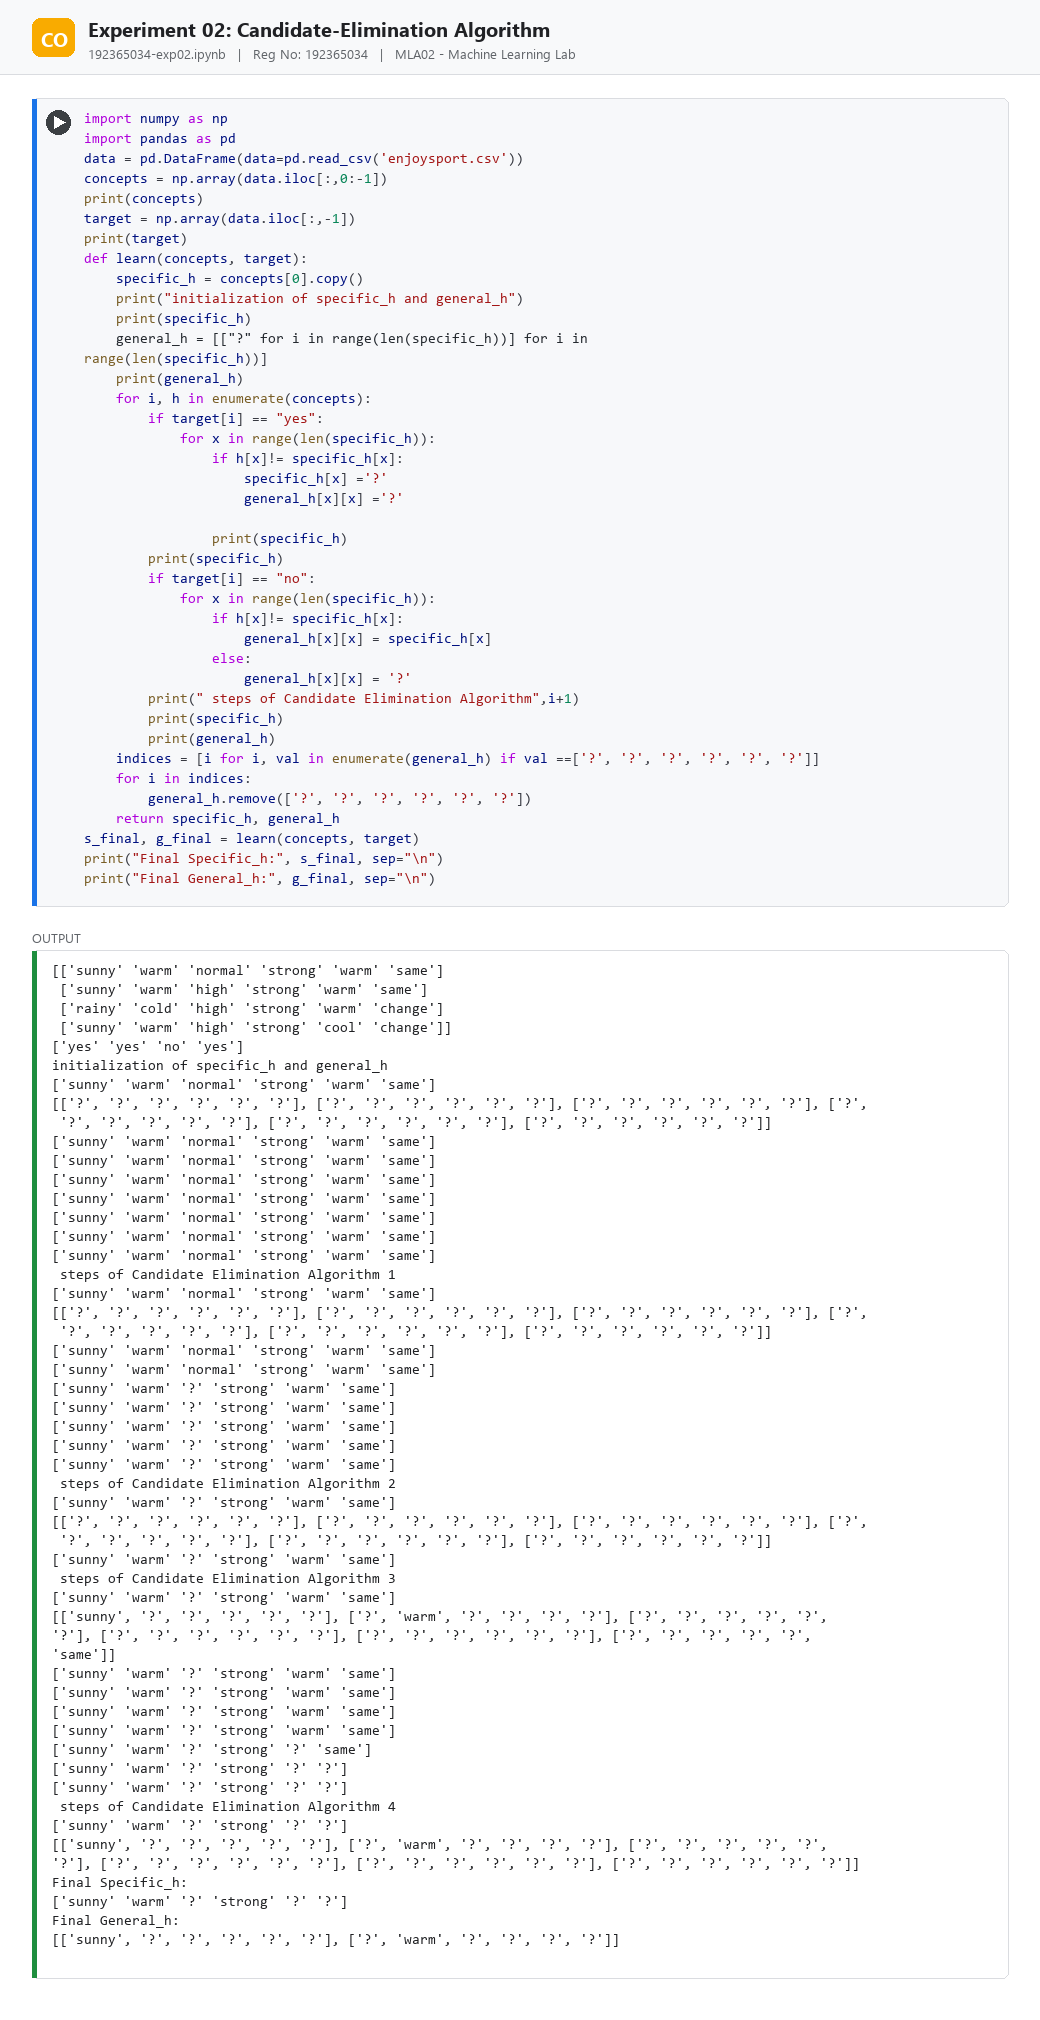 CO
Experiment 02: Candidate-Elimination Algorithm
192365034-exp02.ipynb | Reg No: 192365034 | MLA02 - Machine Learning Lab
import numpy as np
import pandas as pd
data = pd.DataFrame(data=pd.read_csv('enjoysport.csv'))
concepts = np.array(data.iloc[:,0:-1])
print(concepts)
target = np.array(data.iloc[:,-1])
print(target)
def learn(concepts, target):
    specific_h = concepts[0].copy()
    print("initialization of specific_h and general_h")
    print(specific_h)
    general_h = [["?" for i in range(len(specific_h))] for i in
range(len(specific_h))]
    print(general_h)
    for i, h in enumerate(concepts):
        if target[i] == "yes":
            for x in range(len(specific_h)):
                if h[x]!= specific_h[x]:
                    specific_h[x] ='?'
                    general_h[x][x] ='?'

                print(specific_h)
        print(specific_h)
        if target[i] == "no":
            for x in range(len(specific_h)):
                if h[x]!= specific_h[x]:
                    general_h[x][x] = specific_h[x]
                else:
                    general_h[x][x] = '?'
        print(" steps of Candidate Elimination Algorithm",i+1)
        print(specific_h)
        print(general_h)
    indices = [i for i, val in enumerate(general_h) if val ==['?', '?', '?', '?', '?', '?']]
    for i in indices:
        general_h.remove(['?', '?', '?', '?', '?', '?'])
    return specific_h, general_h
s_final, g_final = learn(concepts, target)
print("Final Specific_h:", s_final, sep="\n")
print("Final General_h:", g_final, sep="\n")
OUTPUT
[['sunny' 'warm' 'normal' 'strong' 'warm' 'same']
 ['sunny' 'warm' 'high' 'strong' 'warm' 'same']
 ['rainy' 'cold' 'high' 'strong' 'warm' 'change']
 ['sunny' 'warm' 'high' 'strong' 'cool' 'change']]
['yes' 'yes' 'no' 'yes']
initialization of specific_h and general_h
['sunny' 'warm' 'normal' 'strong' 'warm' 'same']
[['?', '?', '?', '?', '?', '?'], ['?', '?', '?', '?', '?', '?'], ['?', '?', '?', '?', '?', '?'], ['?',
 '?', '?', '?', '?', '?'], ['?', '?', '?', '?', '?', '?'], ['?', '?', '?', '?', '?', '?']]
['sunny' 'warm' 'normal' 'strong' 'warm' 'same']
['sunny' 'warm' 'normal' 'strong' 'warm' 'same']
['sunny' 'warm' 'normal' 'strong' 'warm' 'same']
['sunny' 'warm' 'normal' 'strong' 'warm' 'same']
['sunny' 'warm' 'normal' 'strong' 'warm' 'same']
['sunny' 'warm' 'normal' 'strong' 'warm' 'same']
['sunny' 'warm' 'normal' 'strong' 'warm' 'same']
 steps of Candidate Elimination Algorithm 1
['sunny' 'warm' 'normal' 'strong' 'warm' 'same']
[['?', '?', '?', '?', '?', '?'], ['?', '?', '?', '?', '?', '?'], ['?', '?', '?', '?', '?', '?'], ['?',
 '?', '?', '?', '?', '?'], ['?', '?', '?', '?', '?', '?'], ['?', '?', '?', '?', '?', '?']]
['sunny' 'warm' 'normal' 'strong' 'warm' 'same']
['sunny' 'warm' 'normal' 'strong' 'warm' 'same']
['sunny' 'warm' '?' 'strong' 'warm' 'same']
['sunny' 'warm' '?' 'strong' 'warm' 'same']
['sunny' 'warm' '?' 'strong' 'warm' 'same']
['sunny' 'warm' '?' 'strong' 'warm' 'same']
['sunny' 'warm' '?' 'strong' 'warm' 'same']
 steps of Candidate Elimination Algorithm 2
['sunny' 'warm' '?' 'strong' 'warm' 'same']
[['?', '?', '?', '?', '?', '?'], ['?', '?', '?', '?', '?', '?'], ['?', '?', '?', '?', '?', '?'], ['?',
 '?', '?', '?', '?', '?'], ['?', '?', '?', '?', '?', '?'], ['?', '?', '?', '?', '?', '?']]
['sunny' 'warm' '?' 'strong' 'warm' 'same']
 steps of Candidate Elimination Algorithm 3
['sunny' 'warm' '?' 'strong' 'warm' 'same']
[['sunny', '?', '?', '?', '?', '?'], ['?', 'warm', '?', '?', '?', '?'], ['?', '?', '?', '?', '?',
'?'], ['?', '?', '?', '?', '?', '?'], ['?', '?', '?', '?', '?', '?'], ['?', '?', '?', '?', '?',
'same']]
['sunny' 'warm' '?' 'strong' 'warm' 'same']
['sunny' 'warm' '?' 'strong' 'warm' 'same']
['sunny' 'warm' '?' 'strong' 'warm' 'same']
['sunny' 'warm' '?' 'strong' 'warm' 'same']
['sunny' 'warm' '?' 'strong' '?' 'same']
['sunny' 'warm' '?' 'strong' '?' '?']
['sunny' 'warm' '?' 'strong' '?' '?']
 steps of Candidate Elimination Algorithm 4
['sunny' 'warm' '?' 'strong' '?' '?']
[['sunny', '?', '?', '?', '?', '?'], ['?', 'warm', '?', '?', '?', '?'], ['?', '?', '?', '?', '?',
'?'], ['?', '?', '?', '?', '?', '?'], ['?', '?', '?', '?', '?', '?'], ['?', '?', '?', '?', '?', '?']]
Final Specific_h:
['sunny' 'warm' '?' 'strong' '?' '?']
Final General_h:
[['sunny', '?', '?', '?', '?', '?'], ['?', 'warm', '?', '?', '?', '?']]